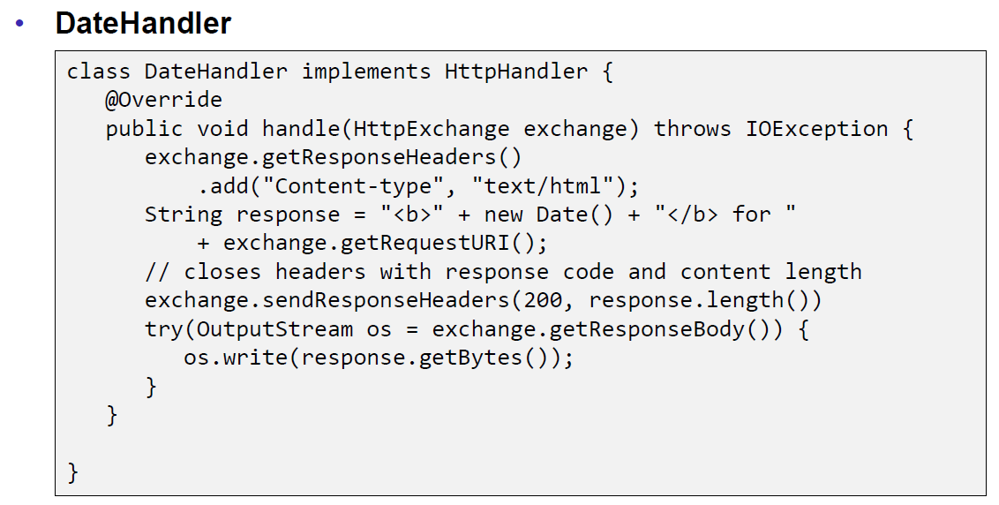 • DateHandler
class DateHandler implements HttpHandler {
   @Override
   public void handle(HttpExchange exchange) throws IOException {
      exchange.getResponseHeaders()
          .add("Content-type", "text/html");
      String response = "<b>" + new Date() + "</b> for "
          + exchange.getRequestURI();
      // closes headers with response code and content length
      exchange.sendResponseHeaders(200, response.length())
      try(OutputStream os = exchange.getResponseBody()) {
         os.write(response.getBytes());
      }
   }
}